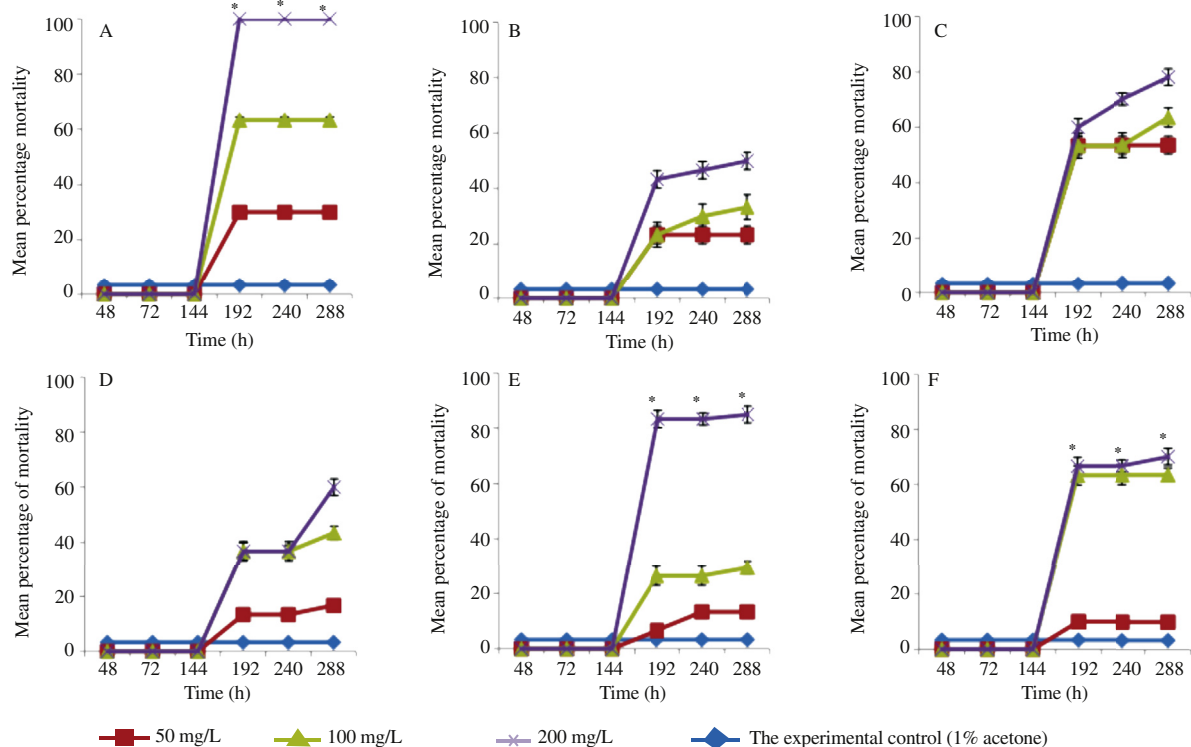 A
Mean percentage mortality
100
80
60
40
20
0
* * *
48 72 144 192 240 288
Time (h)
B
Mean percentage mortality
100
80
60
40
20
0
48 72 144 192 240 288
Time (h)
C
Mean percentage mortality
100
80
60
40
20
0
48 72 144 192 240 288
Time (h)
D
Mean percentage of mortality
100
80
60
40
20
0
48 72 144 192 240 288
Time (h)
E
Mean percentage of mortality
100
80
60
40
20
0
* * *
48 72 144 192 240 288
Time (h)
F
Mean percentage of mortality
100
80
60
40
20
0
* * *
48 72 144 192 240 288
Time (h)
50 mg/L 100 mg/L 200 mg/L The experimental control (1% acetone)